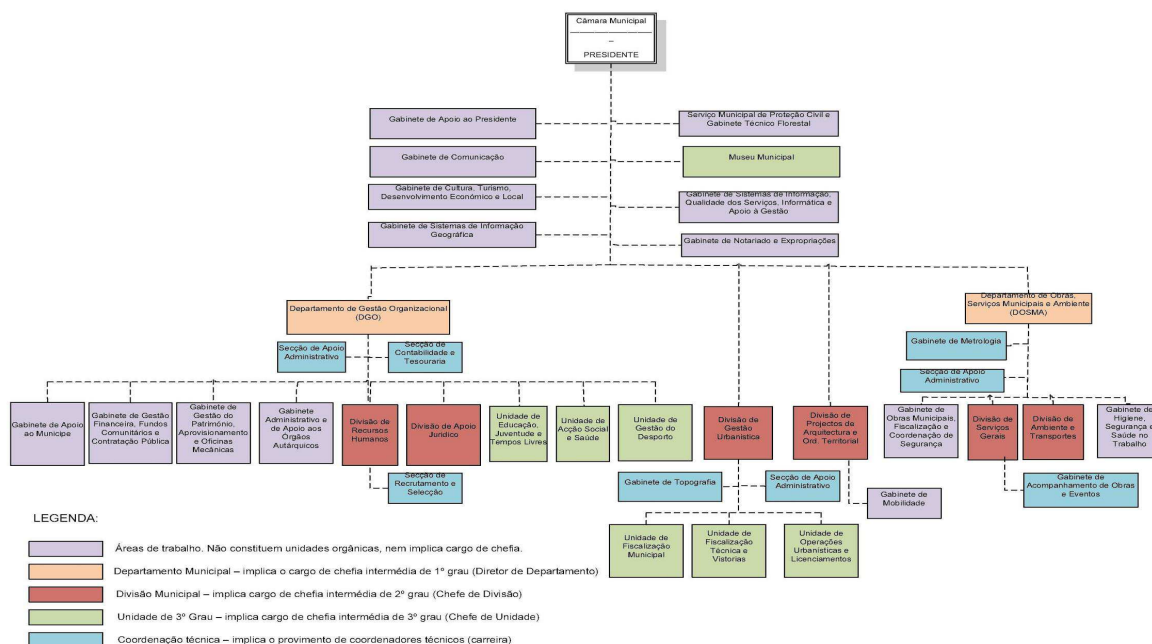 Câmara Municipal
_________________
_
PRESIDENTE
Gabinete de Apoio ao Presidente
Serviço Municipal de Proteção Civil e
Gabinete Técnico Florestal
Gabinete de Comunicação
Museu Municipal
Gabinete de Cultura, Turismo,
Desenvolvimento Económico e Local
Gabinete de Sistemas de Informação,
Qualidade dos Serviços, Informática e
Apoio à Gestão
Gabinete de Sistemas de Informação
Geográfica
Gabinete de Notariado e Expropriações
Departamento de Gestão Organizacional
(DGO)
Departamento de Obras,
Serviços Municipais e Ambiente
(DOSMA)
Secção de Apoio
Administrativo
Secção de
Contabilidade e
Tesouraria
Gabinete de Metrologia
Secção de Apoio
Administrativo
Gabinete de Apoio
ao Munícipe
Gabinete de Gestão
Financeira, Fundos
Comunitários e
Contratação Pública
Gabinete de
Gestão do
Património,
Aprovisionamento
e Oficinas
Mecânicas
Gabinete
Administrativo e
de Apoio aos
Órgãos
Autárquicos
Divisão de
Recursos
Humanos
Divisão de Apoio
Jurídico
Unidade de
Educação,
Juventude e
Tempos Livres
Unidade de
Acção Social
e Saúde
Unidade de
Gestão do
Desporto
Divisão de
Gestão
Urbanística
Divisão de
Projectos de
Arquitectura e
Ord. Territorial
Gabinete de
Obras Municipais,
Fiscalização e
Coordenação de
Segurança
Divisão de
Serviços
Gerais
Divisão de
Ambiente e
Transportes
Gabinete de
Higiene,
Segurança e
Saúde no
Trabalho
Secção de
Recrutamento e
Selecção
Gabinete de Topografia
Secção de Apoio
Administrativo
Gabinete de
Mobilidade
Gabinete de
Acompanhamento de Obras
e Eventos
Unidade de
Fiscalização
Municipal
Unidade de
Fiscalização
Técnica e
Vistorias
Unidade de
Operações
Urbanísticas e
Licenciamentos
LEGENDA:
Áreas de trabalho. Não constituem unidades orgânicas, nem implica cargo de chefia.
Departamento Municipal – implica o cargo de chefia intermédia de 1º grau (Diretor de Departamento)
Divisão Municipal – implica cargo de chefia intermédia de 2º grau (Chefe de Divisão)
Unidade de 3º Grau – implica cargo de chefia intermédia de 3º grau (Chefe de Unidade)
Coordenação técnica – implica o provimento de coordenadores técnicos (carreira)